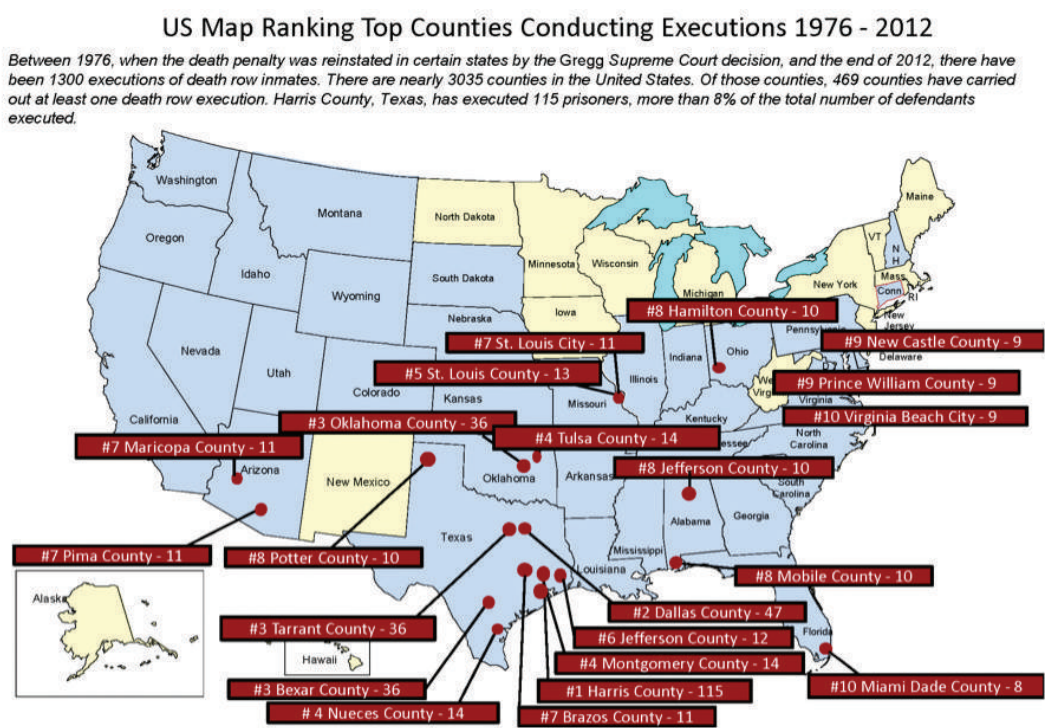 US Map Ranking Top Counties Conducting Executions 1976 - 2012
Between 1976, when the death penalty was reinstated in certain states by the Gregg Supreme Court decision, and the end of 2012, there have
been 1300 executions of death row inmates. There are nearly 3035 counties in the United States. Of those counties, 469 counties have carried
out at least one death row execution. Harris County, Texas, has executed 115 prisoners, more than 8% of the total number of defendants
executed.
Washington
Montana
North Dakota
Maine
Oregon
Idaho
Wyoming
South Dakota
Minnesota
Wisconsin
Michigan
VT
N
H
New York
Mass
Conn
RI
New
Jersey
Nebraska
Iowa
#8 Hamilton County - 10
#7 St. Louis City - 11
#9 New Castle County - 9
Delaware
Nevada
Utah
Colorado
Kansas
#5 St. Louis County - 13
Missouri
Illinois
Indiana
Ohio
#9 Prince William County - 9
Virginia
California
#3 Oklahoma County - 36
Kentucky
#10 Virginia Beach City - 9
#7 Maricopa County - 11
#4 Tulsa County - 14
North
Carolina
Arizona
New Mexico
Oklahoma
Arkansas
#8 Jefferson County - 10
South
Carolina
Texas
Alabama
Georgia
Mississippi
#7 Pima County - 11
#8 Potter County - 10
Louisiana
#8 Mobile County - 10
Alaska
#2 Dallas County - 47
#3 Tarrant County - 36
#6 Jefferson County - 12
Florida
Hawaii
#4 Montgomery County - 14
#3 Bexar County - 36
#1 Harris County - 115
#10 Miami Dade County - 8
# 4 Nueces County - 14
#7 Brazos County - 11